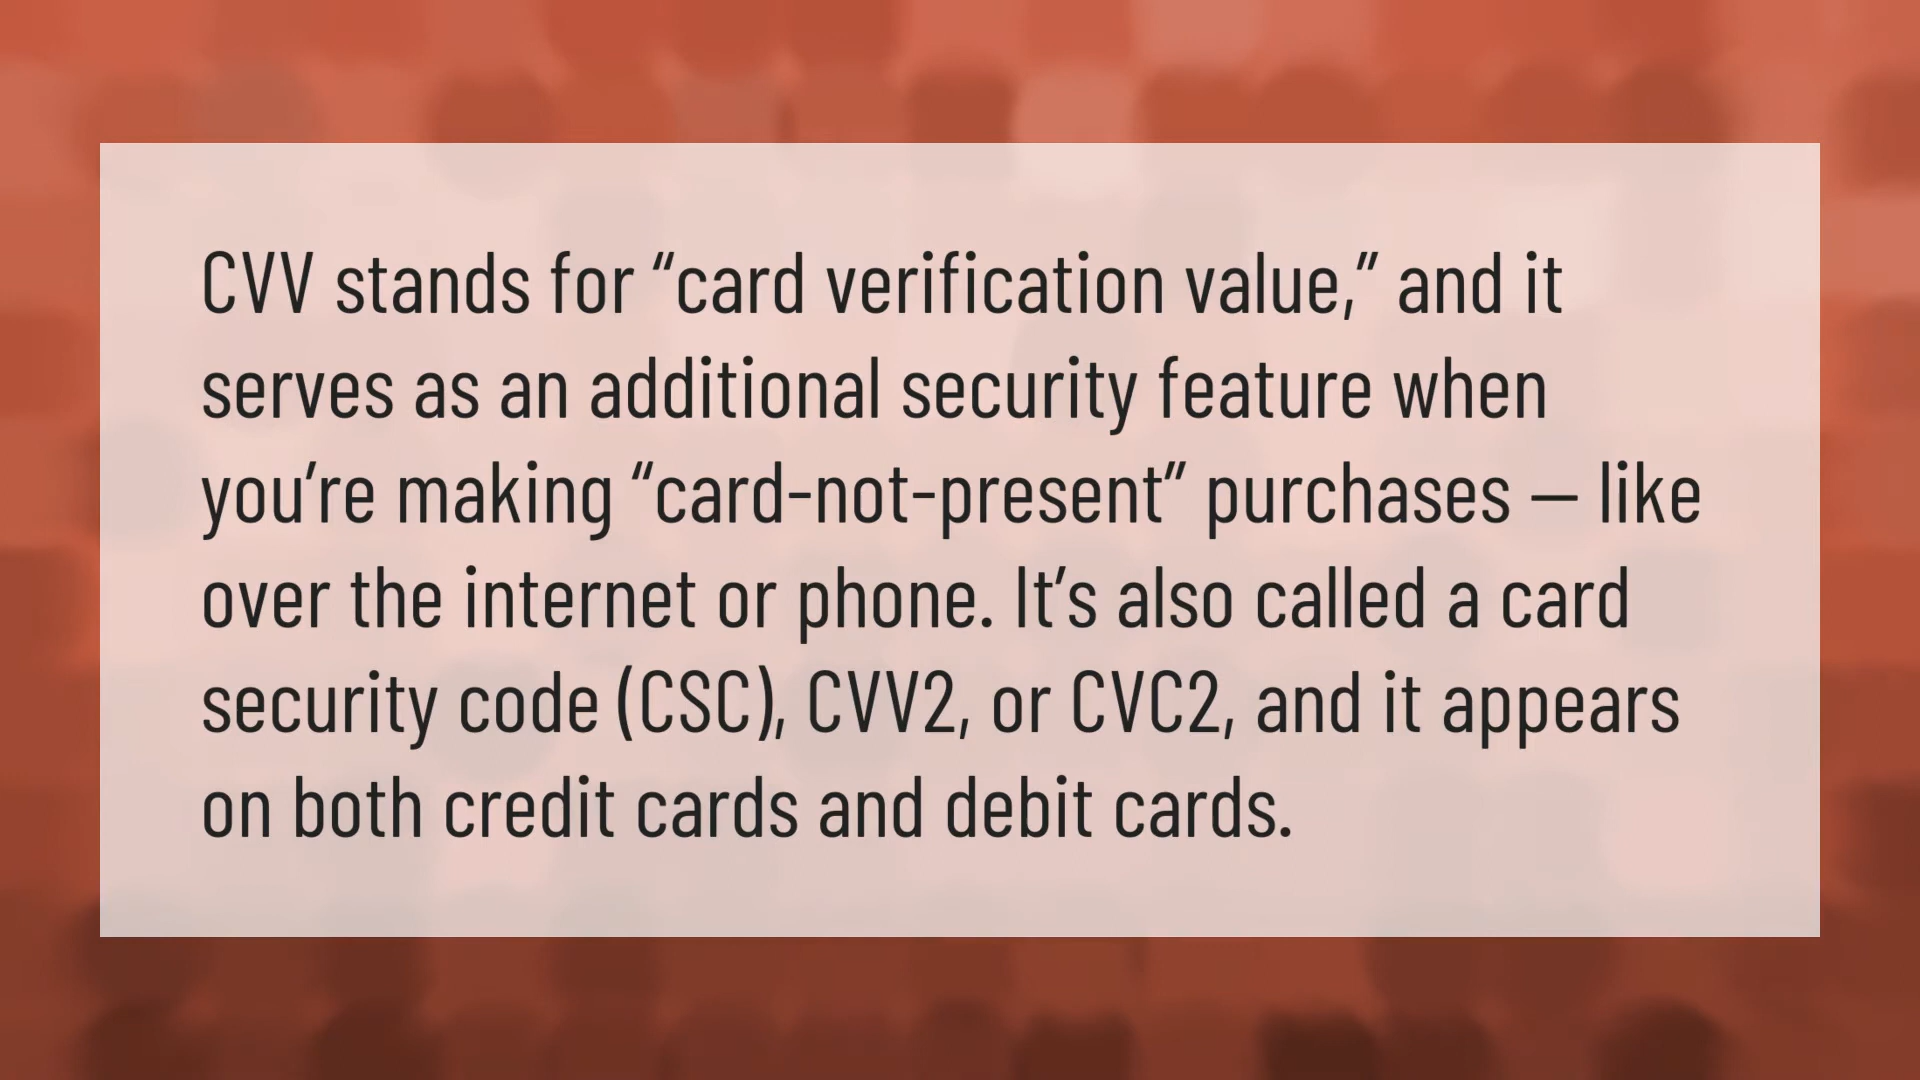 CVV stands for “card verification value,” and it
serves as an additional security feature when
you’re making “card-not-present” purchases — like
over the internet or phone. It’s also called a card
security code (CSC), CVV2, or CVC2, and it appears
on both credit cards and debit cards.